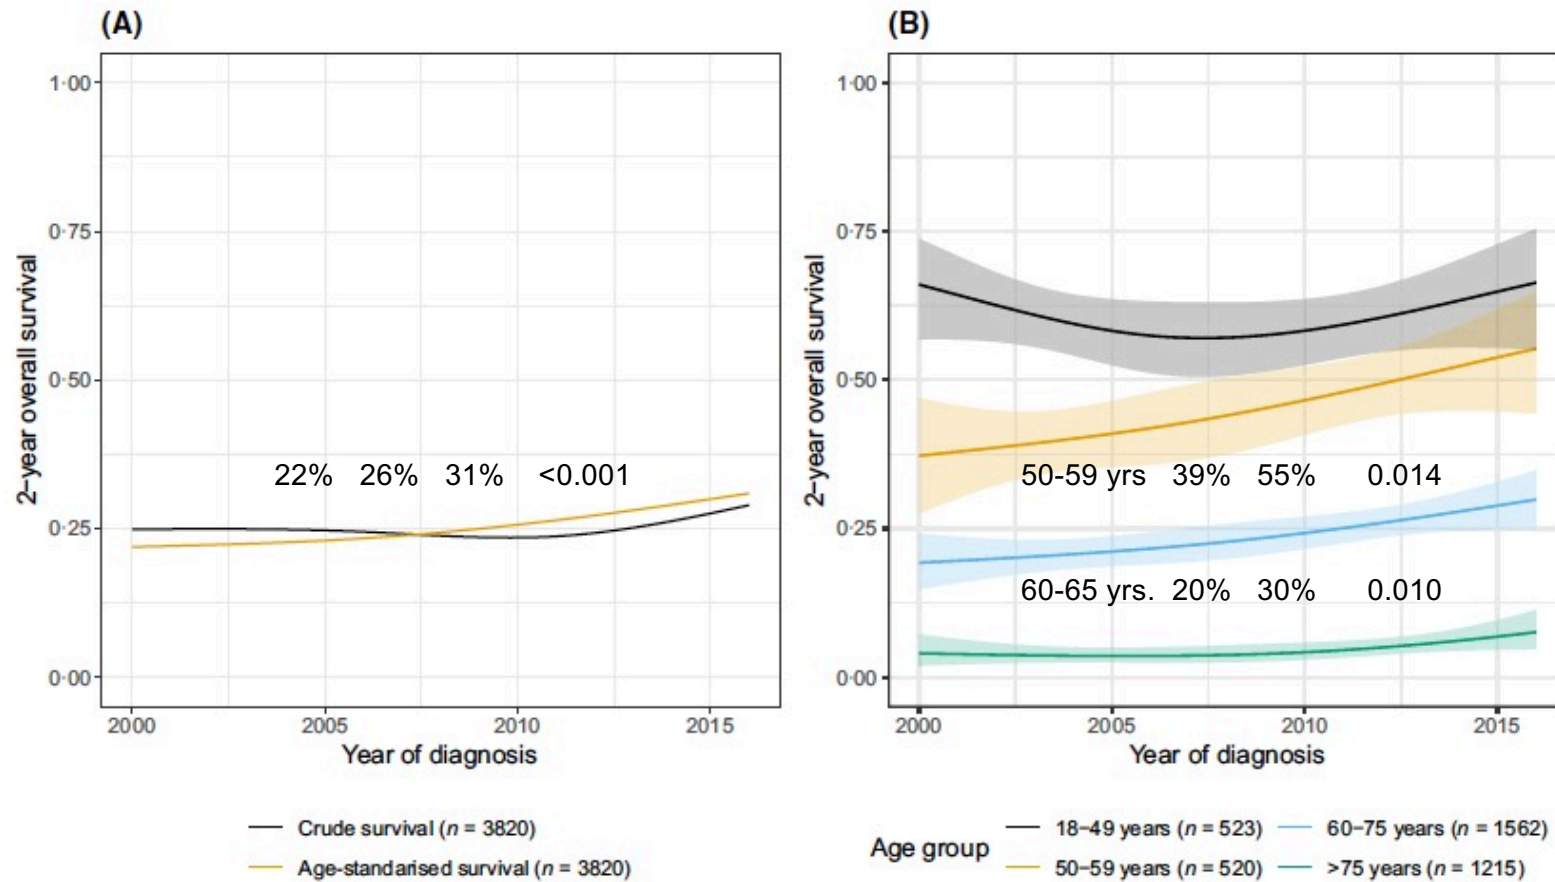 (A)
1·00
0·75
0·50
0·25
0·00
2-year overall survival
22% 26% 31% <0.001
2000 2005 2010 2015
Year of diagnosis
Crude survival (n = 3820)
Age-standarised survival (n = 3820)
(B)
1·00
0·75
0·50
0·25
0·00
2-year overall survival
50-59 yrs 39% 55% 0.014
60-65 yrs. 20% 30% 0.010
2000 2005 2010 2015
Year of diagnosis
Age group
18-49 years (n = 523) 60-75 years (n = 1562)
50-59 years (n = 520) >75 years (n = 1215)